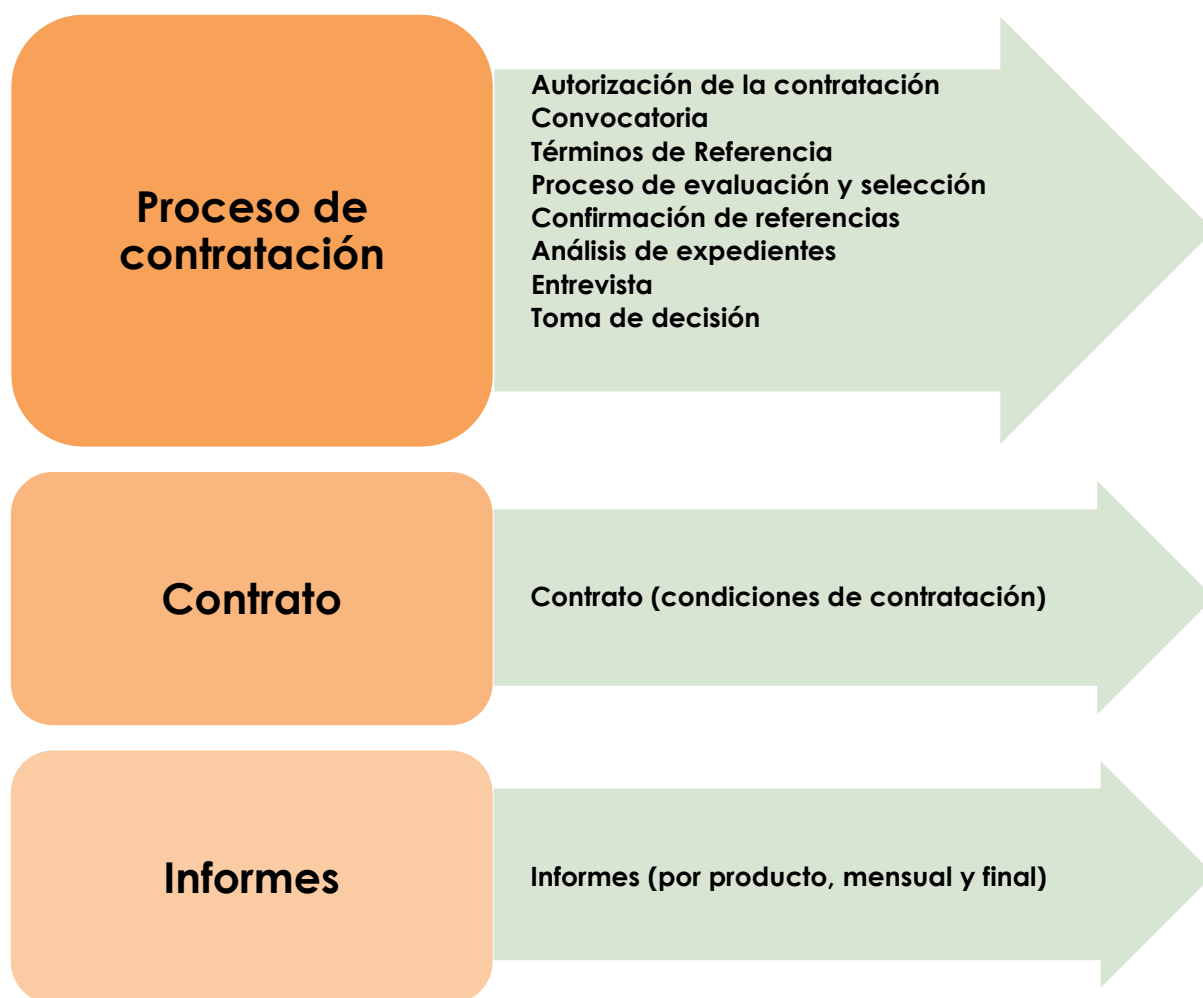 Proceso de
contratación
Autorización de la contratación
Convocatoria
Términos de Referencia
Proceso de evaluación y selección
Confirmación de referencias
Análisis de expedientes
Entrevista
Toma de decisión
Contrato
Contrato (condiciones de contratación)
Informes
Informes (por producto, mensual y final)